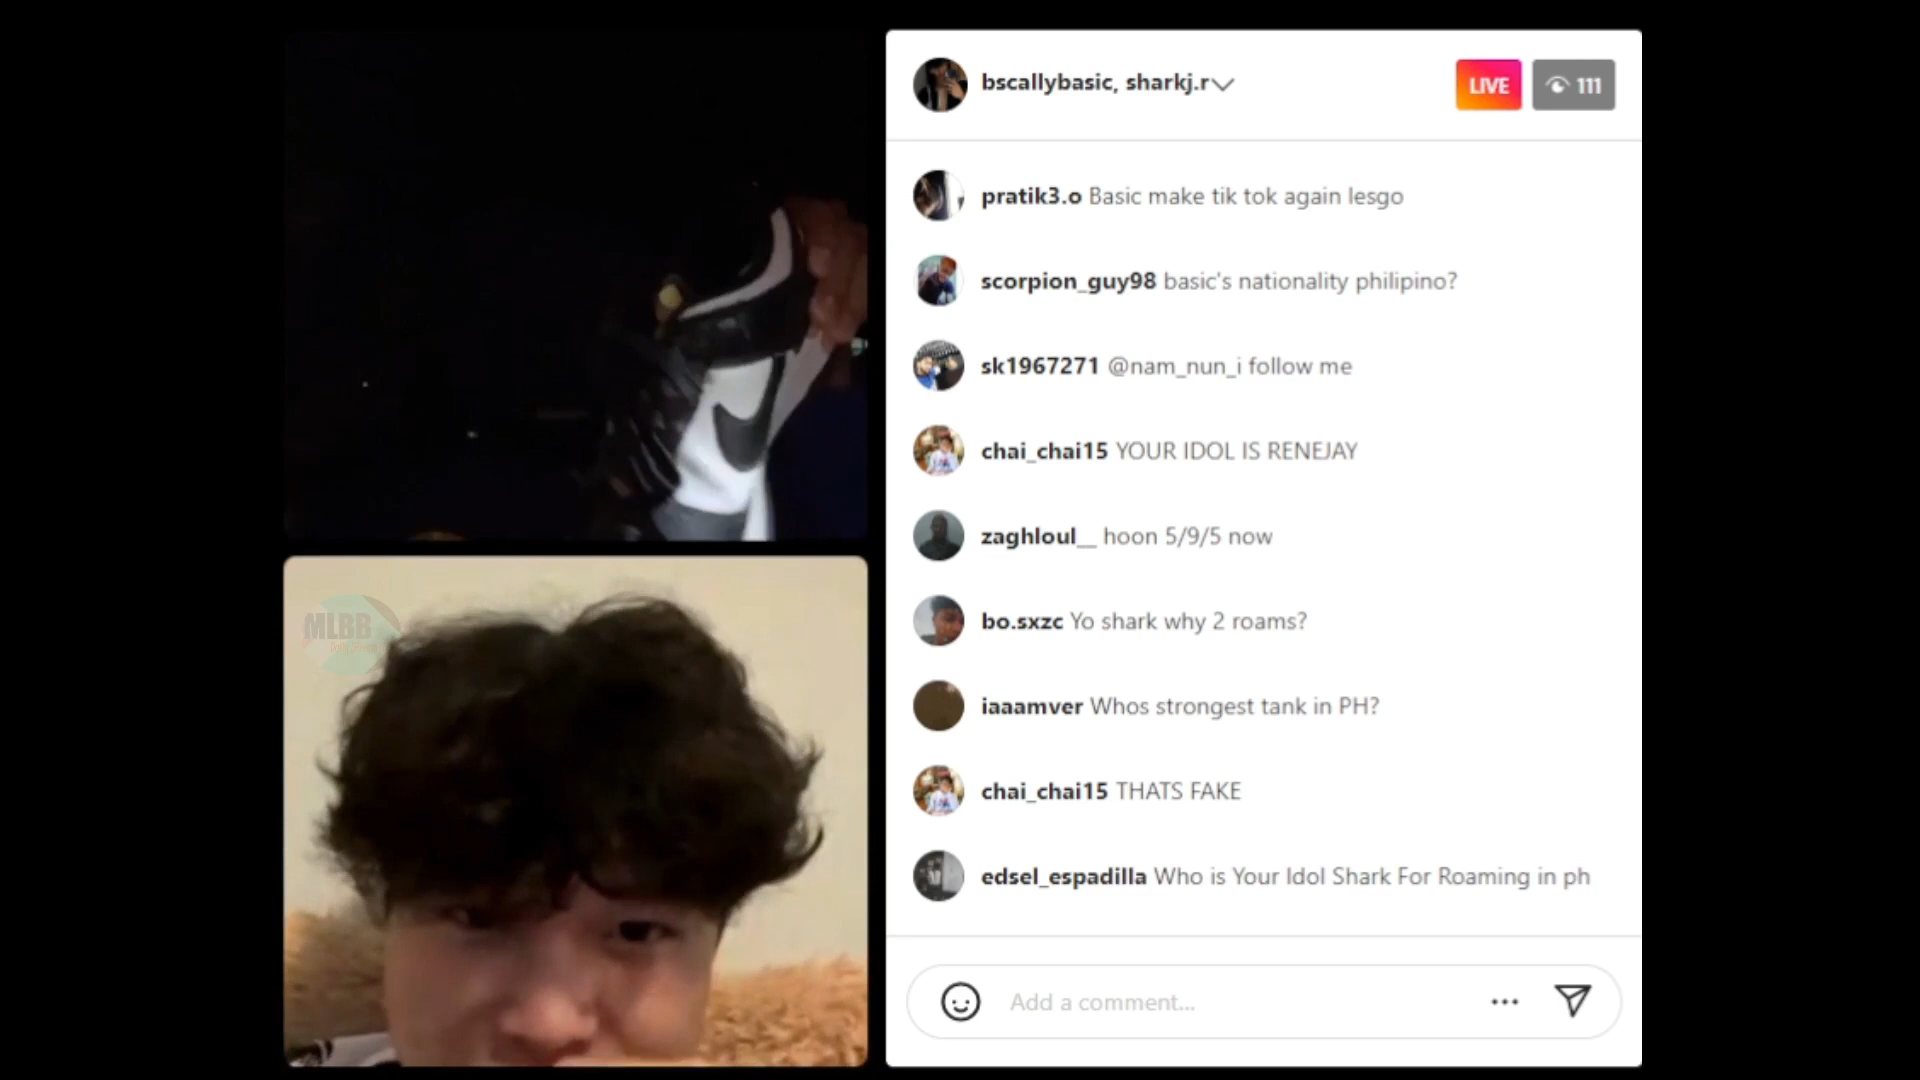 bscallybasic, sharkj.r
LIVE
111
pratik3.o Basic make tik tok again lesgo
scorpion_guy98 basic's nationality philipino?
sk1967271 @nam_nun_i follow me
chai_chai15 YOUR IDOL IS RENEJAY
zaghloul__ hoon 5/9/5 now
bo.sxzc Yo shark why 2 roams?
iaaamver Whos strongest tank in PH?
chai_chai15 THATS FAKE
edsel_espadilla Who is Your Idol Shark For Roaming in ph
Add a comment...
MLBB